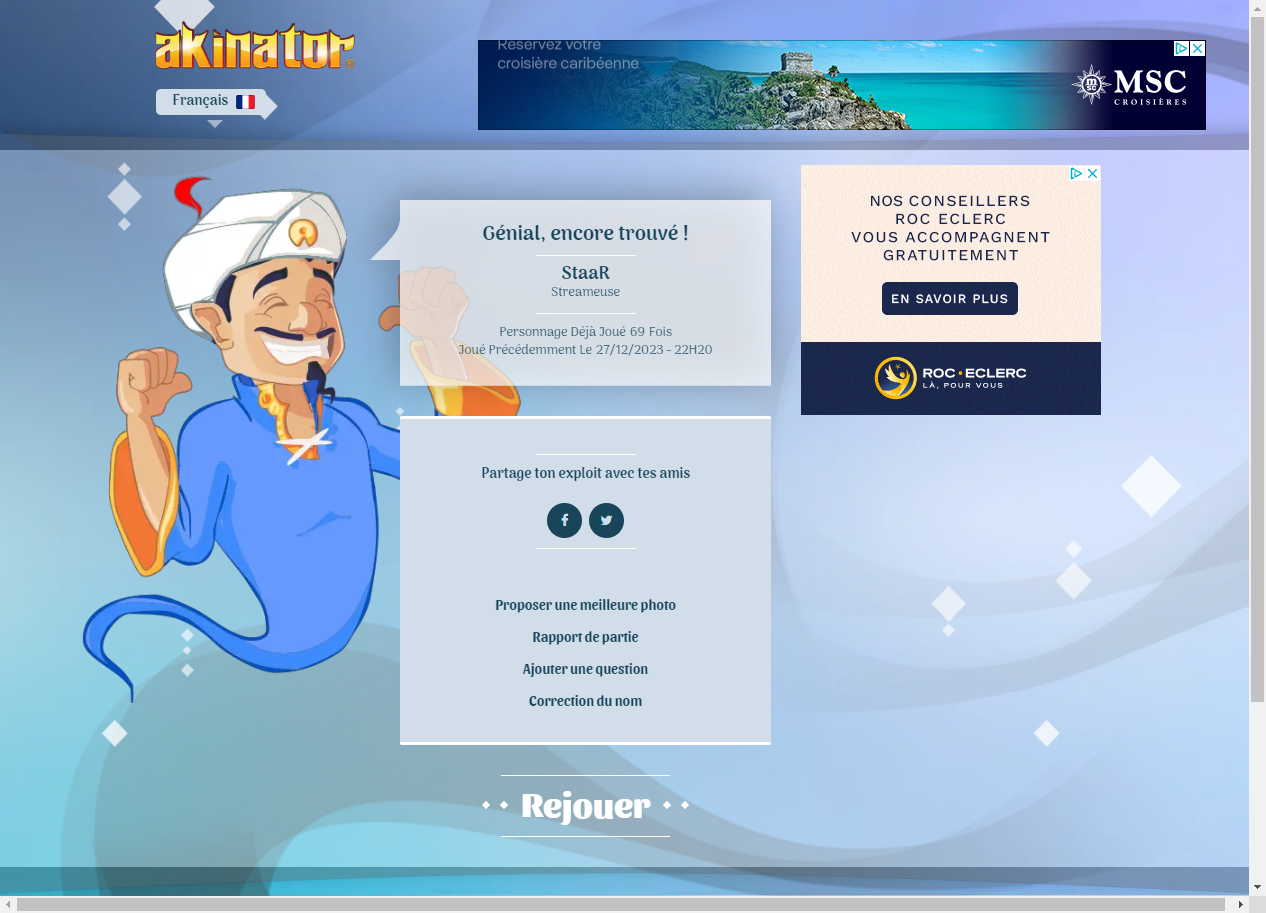 akinator
Français
Réservez votre
croisière caribéenne
msc
MSC
CROISIÈRES
Génial, encore trouvé !
StaaR
Streameuse
Personnage Déjà Joué 69 Fois
Joué Précédemment Le 27/12/2023 - 22H20
NOS CONSEILLERS
ROC ECLERC
VOUS ACCOMPAGNENT
GRATUITEMENT
EN SAVOIR PLUS
ROC•ECLERC
LÀ, POUR VOUS
Partage ton exploit avec tes amis
Proposer une meilleure photo
Rapport de partie
Ajouter une question
Correction du nom
Rejouer